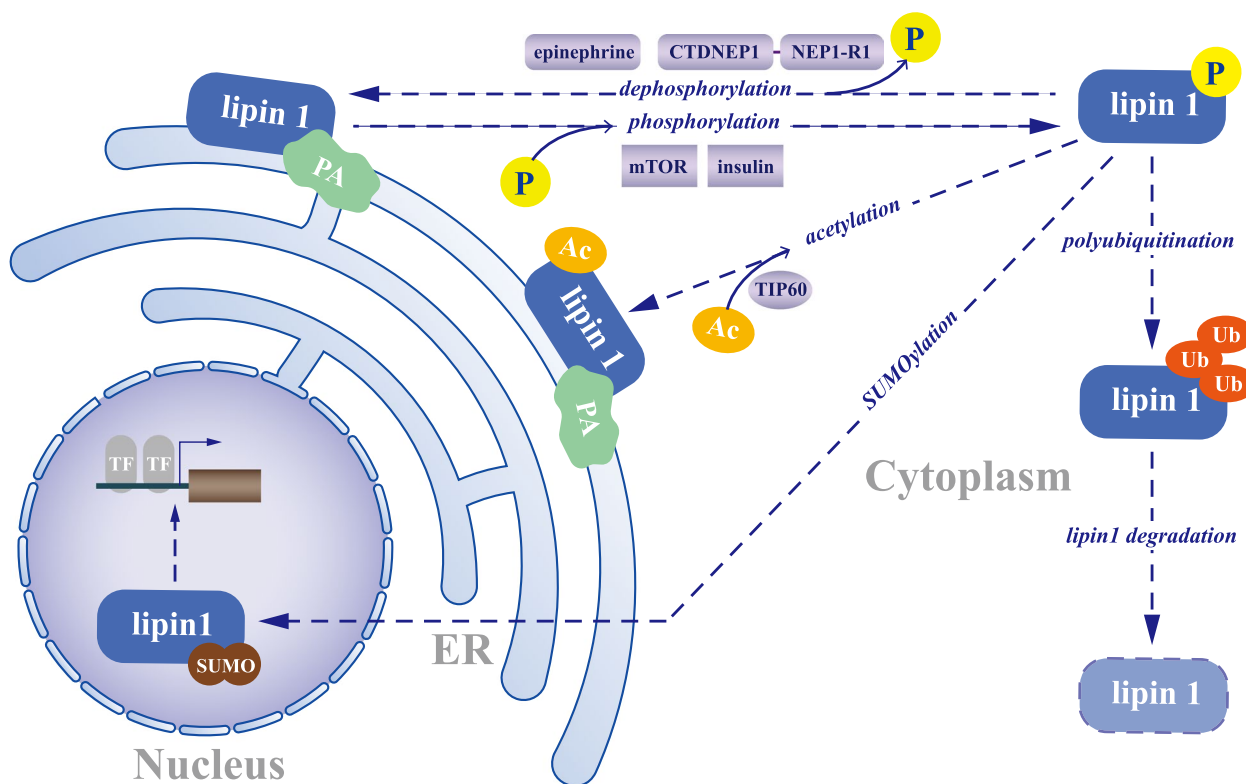 epinephrine
CTDNEP1
NEP1-R1
P
dephosphorylation
lipin 1
P
lipin 1
phosphorylation
PA
P
mTOR
insulin
acetylation
polyubiquitination
Ac
TIP60
Ac
lipin 1
SUMOylation
Ub
Ub
Ub
lipin 1
PA
TF
TF
Cytoplasm
lipin1 degradation
lipin1
SUMO
ER
lipin 1
Nucleus